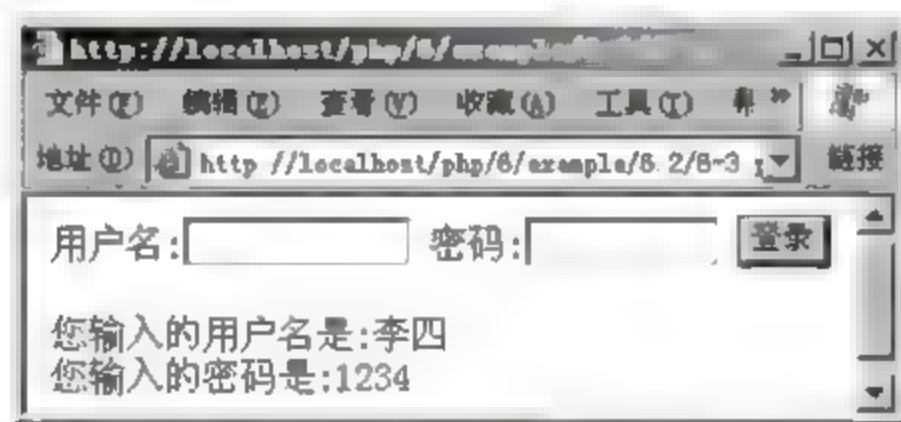 http://localhost/php/6/example/
文件(F) 编辑(E) 查看(V) 收藏(A) 工具(T) »
地址(D) http //localhost/php/6/example/6.2/6-3 链接
用户名: 密码: 登录
您输入的用户名是:李四
您输入的密码是:1234